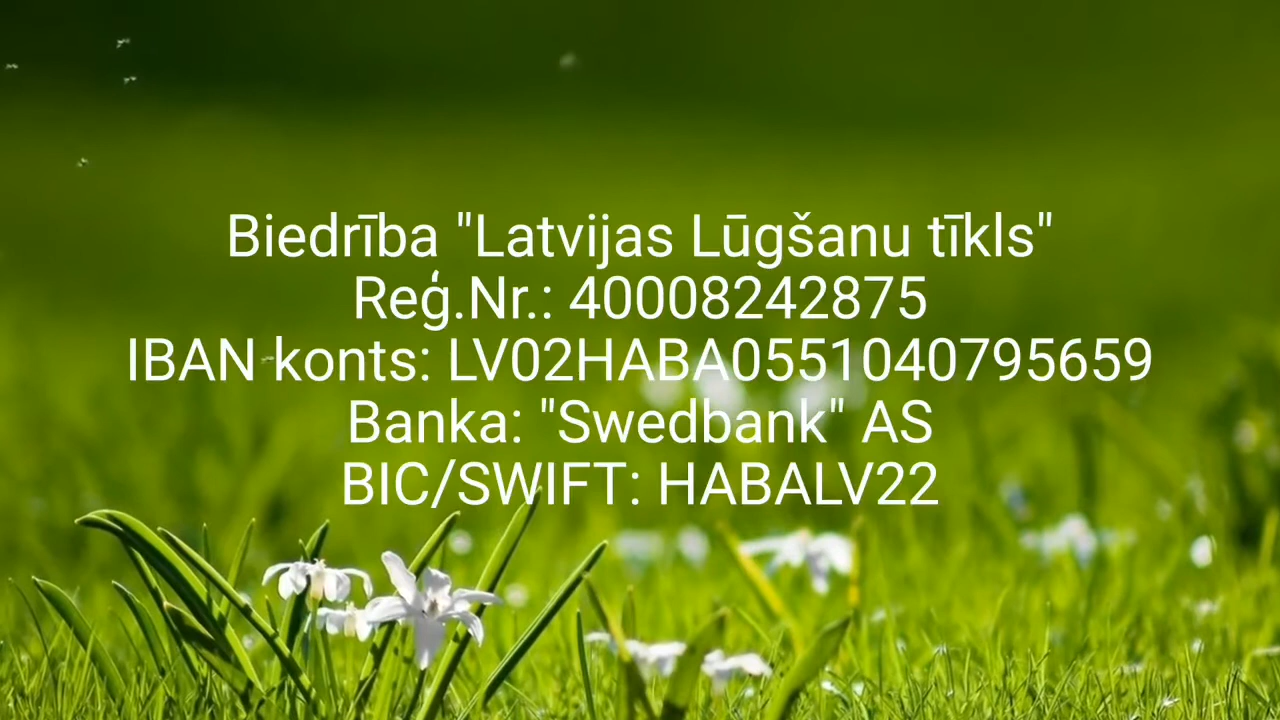 Biedrība "Latvijas Lūgšanu tīkls"
Reģ.Nr.: 40008242875
IBAN konts: LV02HABA0551040795659
Banka: "Swedbank" AS
BIC/SWIFT: HABALV22